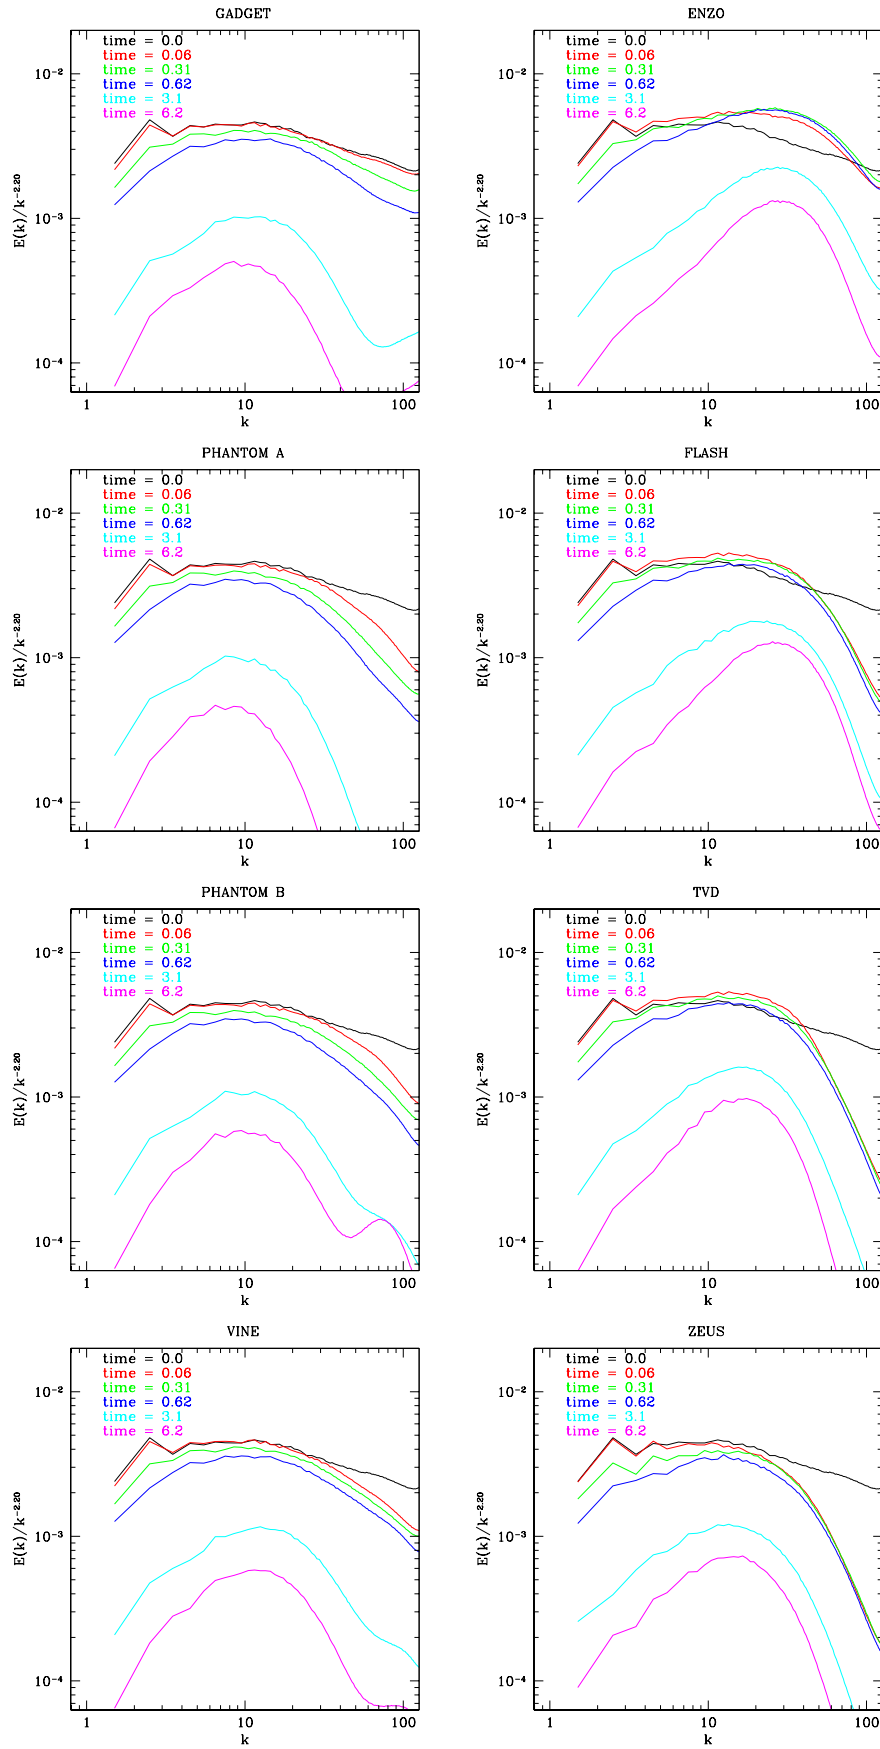 GADGET
time = 0.0
time = 0.06
time = 0.31
time = 0.62
time = 3.1
time = 6.2
10⁻²
10⁻³
10⁻⁴
E(k)/k⁻²·²⁰
1 10 100
k
ENZO
time = 0.0
time = 0.06
time = 0.31
time = 0.62
time = 3.1
time = 6.2
10⁻²
10⁻³
10⁻⁴
E(k)/k⁻²·²⁰
1 10 100
k
PHANTOM A
time = 0.0
time = 0.06
time = 0.31
time = 0.62
time = 3.1
time = 6.2
10⁻²
10⁻³
10⁻⁴
E(k)/k⁻²·²⁰
1 10 100
k
FLASH
time = 0.0
time = 0.06
time = 0.31
time = 0.62
time = 3.1
time = 6.2
10⁻²
10⁻³
10⁻⁴
E(k)/k⁻²·²⁰
1 10 100
k
PHANTOM B
time = 0.0
time = 0.06
time = 0.31
time = 0.62
time = 3.1
time = 6.2
10⁻²
10⁻³
10⁻⁴
E(k)/k⁻²·²⁰
1 10 100
k
TVD
time = 0.0
time = 0.06
time = 0.31
time = 0.62
time = 3.1
time = 6.2
10⁻²
10⁻³
10⁻⁴
E(k)/k⁻²·²⁰
1 10 100
k
VINE
time = 0.0
time = 0.06
time = 0.31
time = 0.62
time = 3.1
time = 6.2
10⁻²
10⁻³
10⁻⁴
E(k)/k⁻²·²⁰
1 10 100
k
ZEUS
time = 0.0
time = 0.06
time = 0.31
time = 0.62
time = 3.1
time = 6.2
10⁻²
10⁻³
10⁻⁴
E(k)/k⁻²·²⁰
1 10 100
k